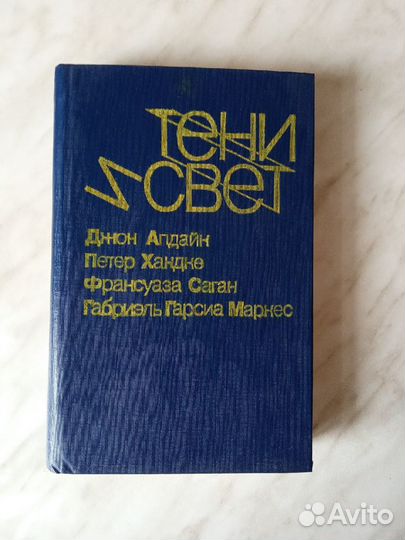 Тени
и свет
Джон Апдайк
Петер Хандке
Франсуаза Саган
Габриэль Гарсиа Маркес
Avito